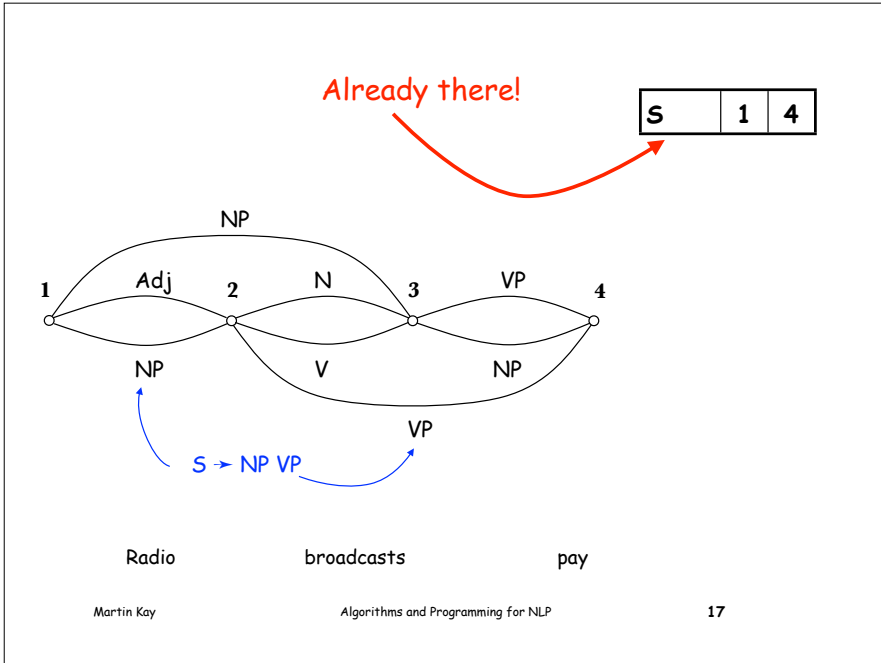 Already there!
S 1 4
NP
Adj N VP
1 2 3 4
NP V NP
VP
S → NP VP
Radio broadcasts pay
Martin Kay Algorithms and Programming for NLP 17